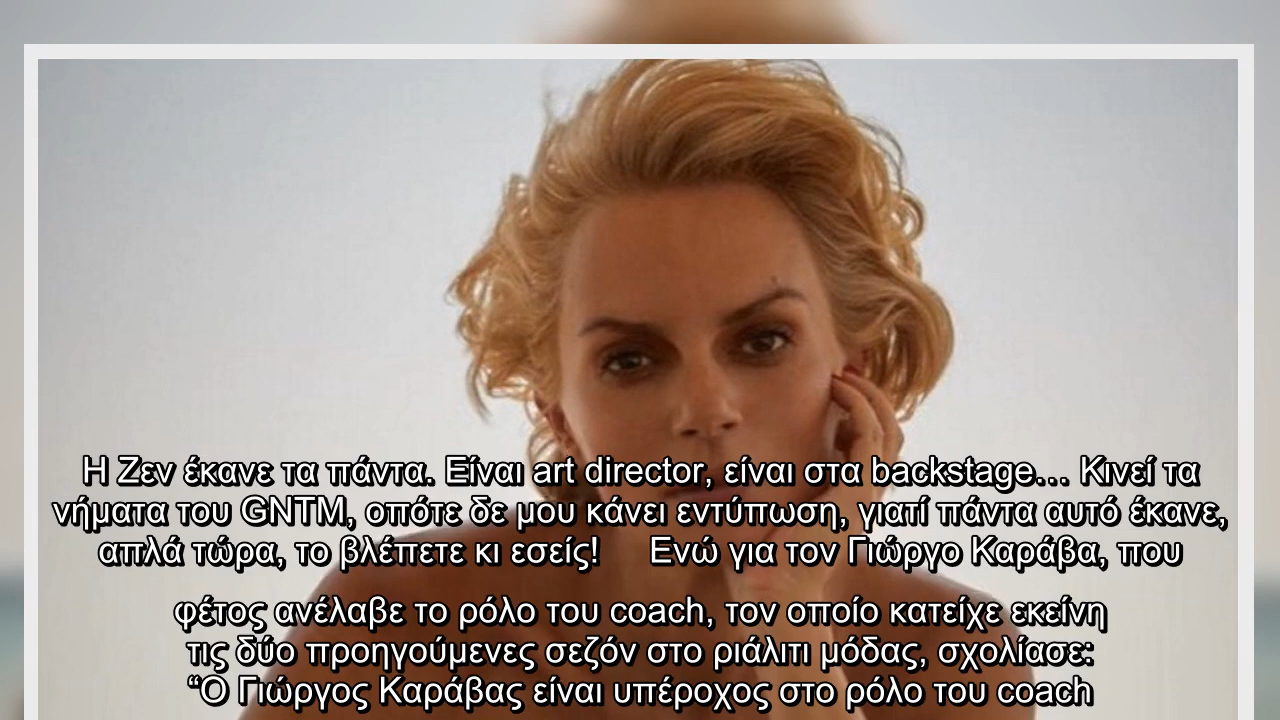 Η Ζεν έκανε τα πάντα. Είναι art director, είναι στα backstage… Κινεί τα
νήματα του GNTM, οπότε δε μου κάνει εντύπωση, γιατί πάντα αυτό έκανε,
απλά τώρα, το βλέπετε κι εσείς! Ενώ για τον Γιώργο Καράβα, που
φέτος ανέλαβε το ρόλο του coach, τον οποίο κατείχε εκείνη
τις δύο προηγούμενες σεζόν στο ριάλιτι μόδας, σχολίασε:
“Ο Γιώργος Καράβας είναι υπέροχος στο ρόλο του coach